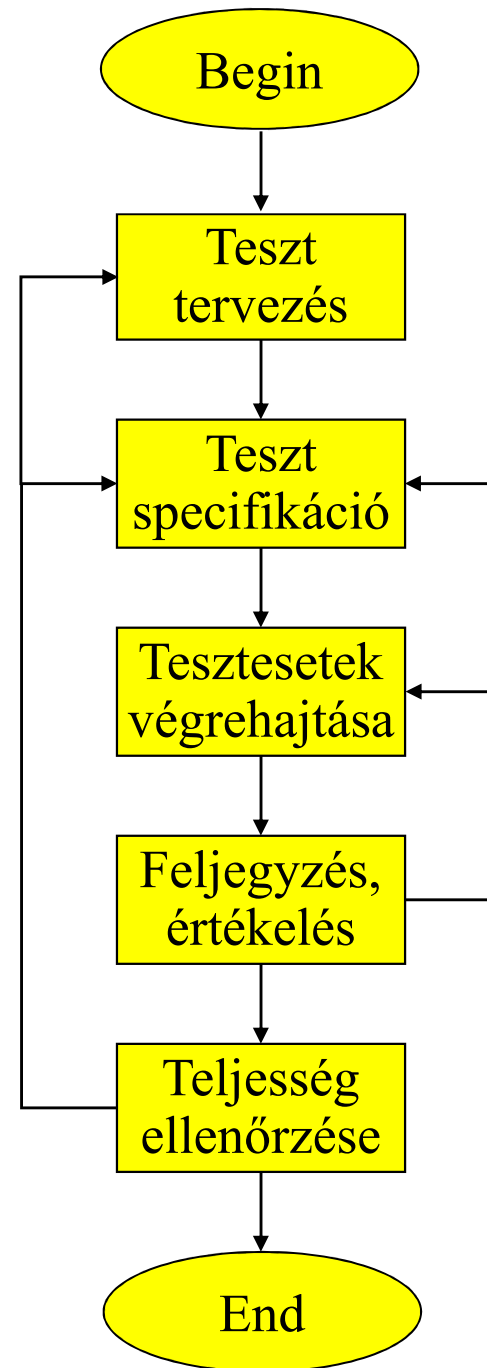 Begin
Teszt
tervezés
Teszt
specifikáció
Tesztesetek
végrehajtása
Feljegyzés,
értékelés
Teljesség
ellenőrzése
End